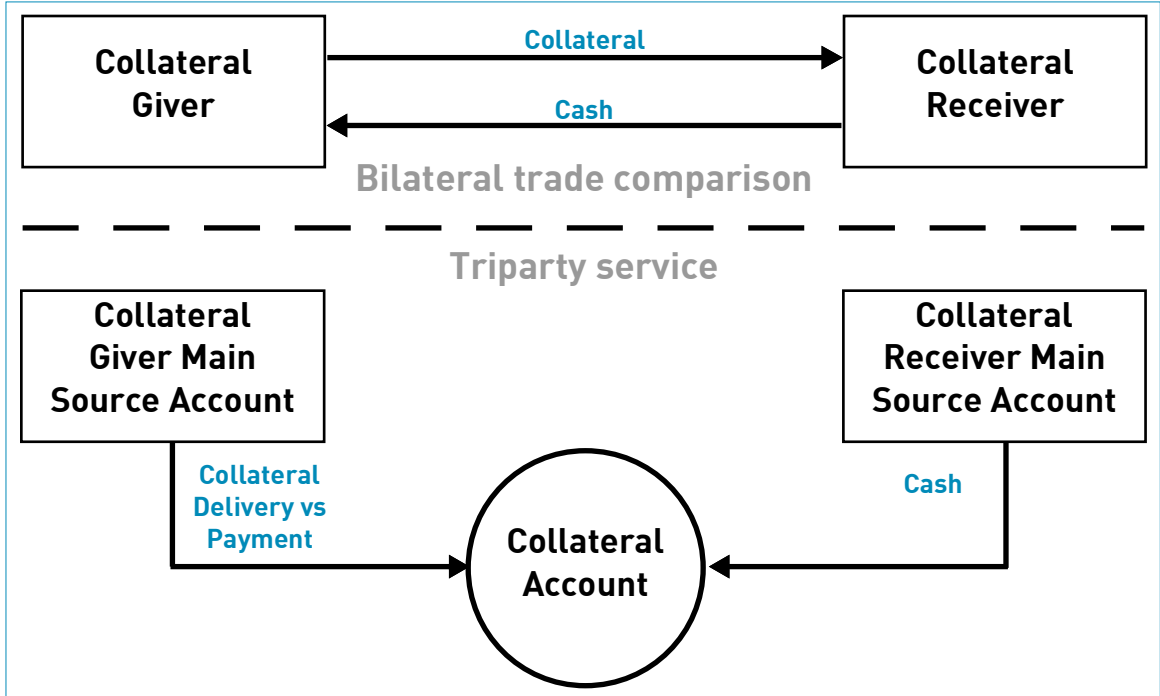 Collateral
Giver
Collateral
Cash
Collateral
Receiver
Bilateral trade comparison
Triparty service
Collateral
Giver Main
Source Account
Collateral
Receiver Main
Source Account
Collateral
Delivery vs
Payment
Cash
Collateral
Account